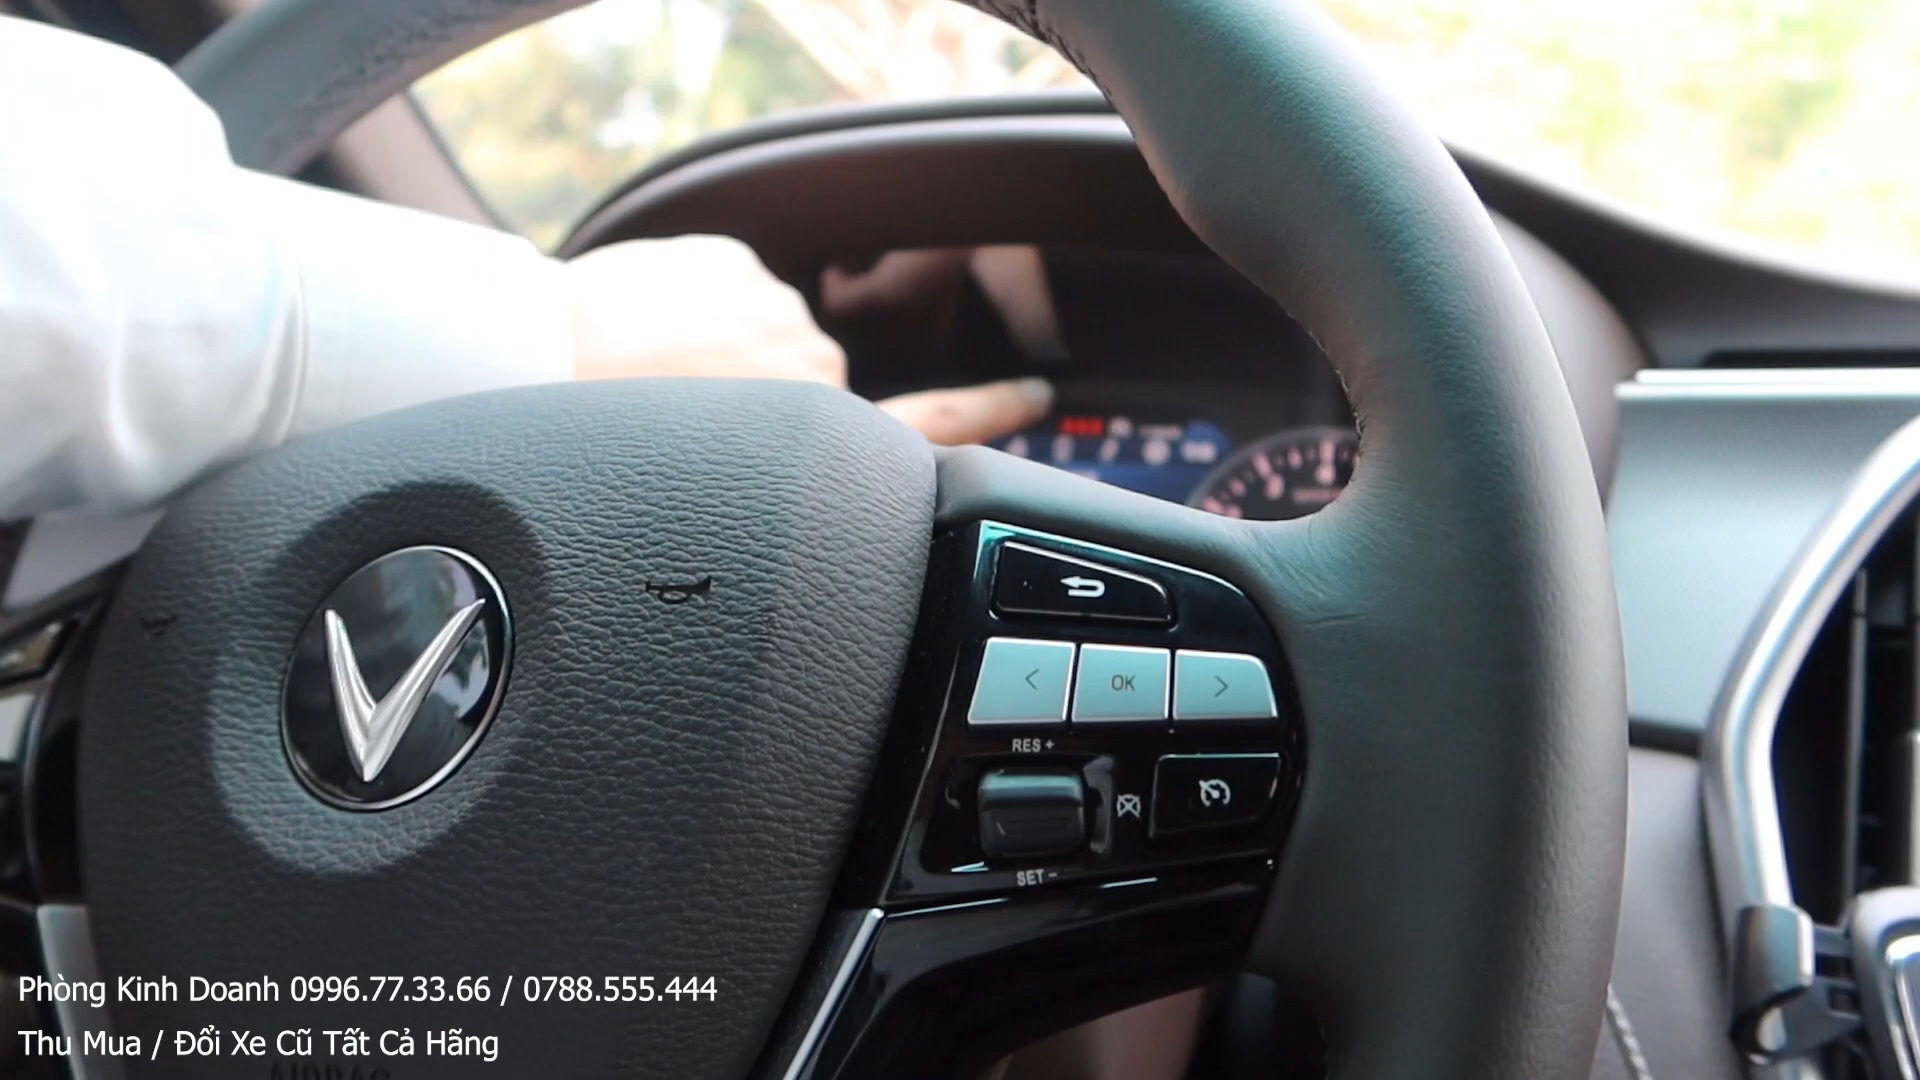 <
OK
>
RES +
SET -
Phòng Kinh Doanh 0996.77.33.66 / 0788.555.444
Thu Mua / Đổi Xe Cũ Tất Cả Hãng
AIRBAG